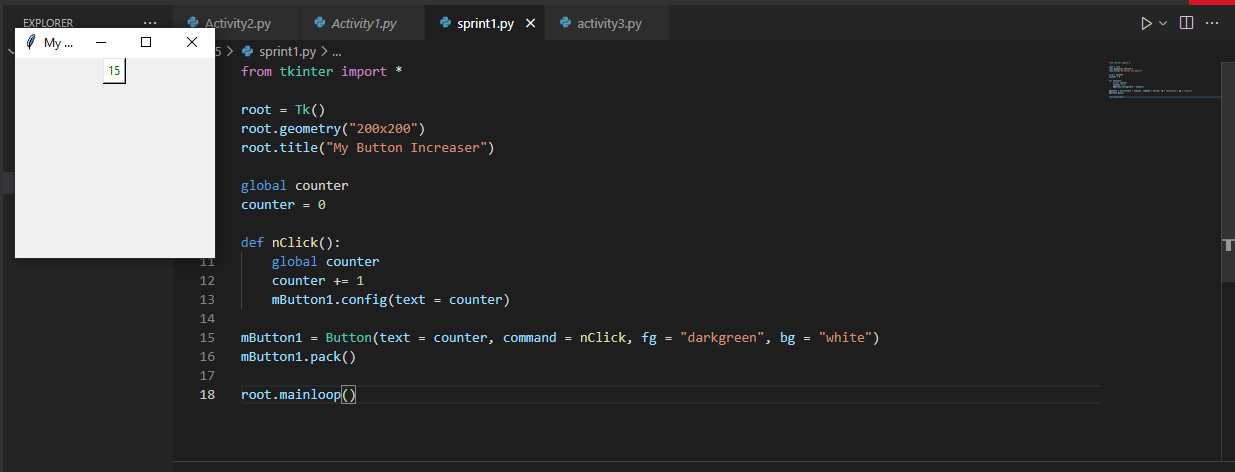 EXPLORER ...
Activity2.py Activity1.py sprint1.py activity3.py
My ...
15
5 > sprint1.py > ...
from tkinter import *
root = Tk()
root.geometry("200x200")
root.title("My Button Increaser")
global counter
counter = 0
def nClick():
11 global counter
12 counter += 1
13 mButton1.config(text = counter)
14
15 mButton1 = Button(text = counter, command = nClick, fg = "darkgreen", bg = "white")
16 mButton1.pack()
17
18 root.mainloop()